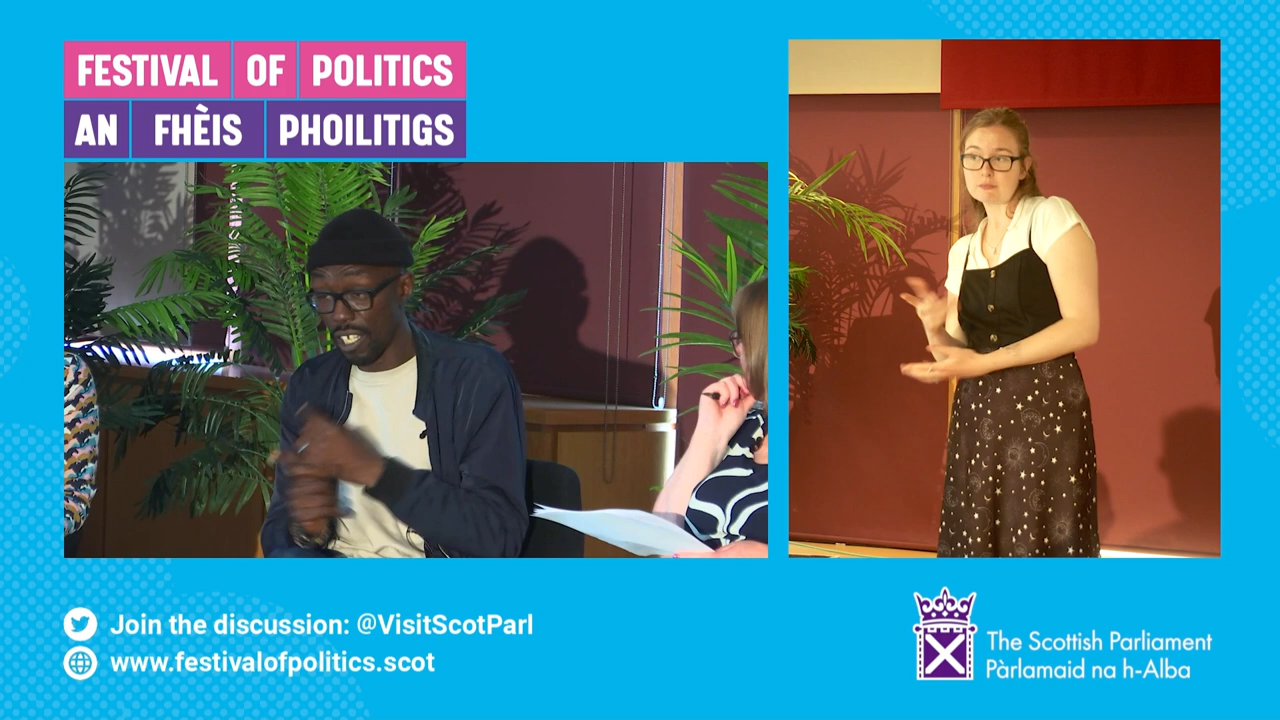 FESTIVAL OF POLITICS
AN FHÈIS PHOILITIGS
Join the discussion: @VisitScotParl
www.festivalofpolitics.scot
The Scottish Parliament
Pàrlamaid na h-Alba